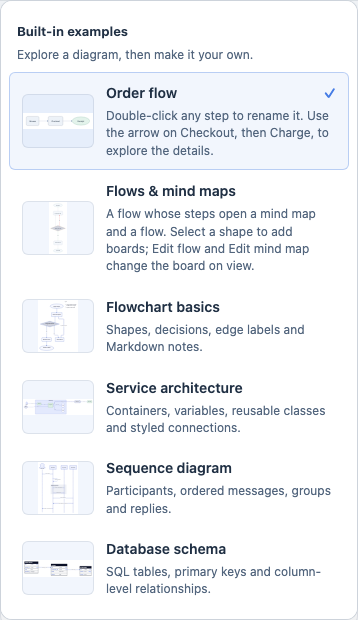 Built-in examples
Explore a diagram, then make it your own.
Order flow
Double-click any step to rename it. Use
the arrow on Checkout, then Charge, to
explore the details.
Flows & mind maps
A flow whose steps open a mind map
and a flow. Select a shape to add
boards; Edit flow and Edit mind map
change the board on view.
Flowchart basics
Shapes, decisions, edge labels and
Markdown notes.
Service architecture
Containers, variables, reusable classes
and styled connections.
Sequence diagram
Participants, ordered messages, groups
and replies.
Database schema
SQL tables, primary keys and column-
level relationships.